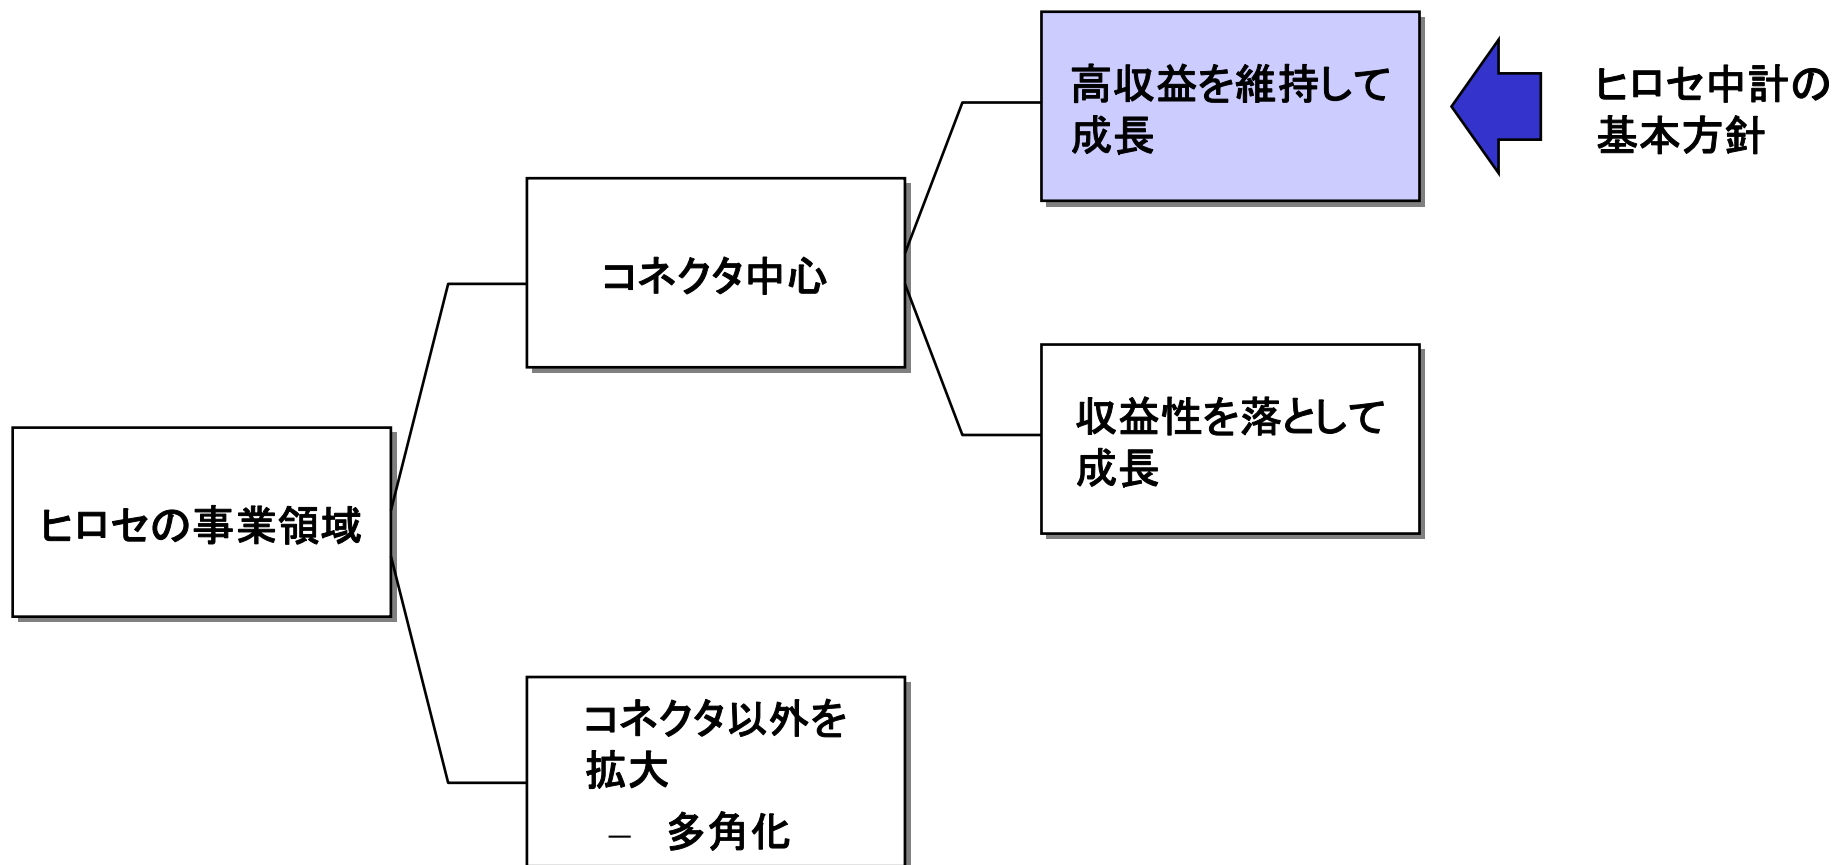 高収益を維持して
成長
ヒロセ中計の
基本方針
コネクタ中心
収益性を落として
成長
ヒロセの事業領域
コネクタ以外を
拡大
– 多角化